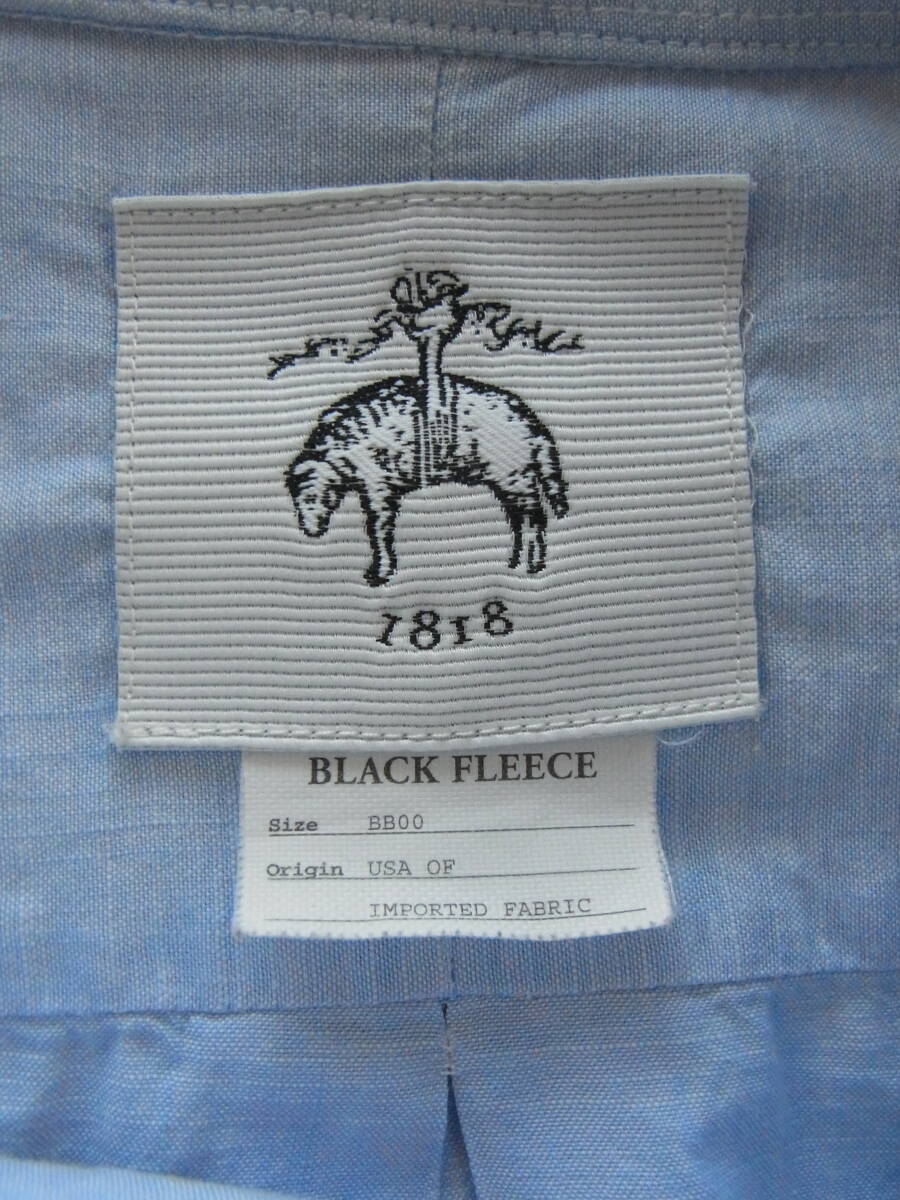 1818
BLACK FLEECE
Size BB00
Origin USA OF
IMPORTED FABRIC